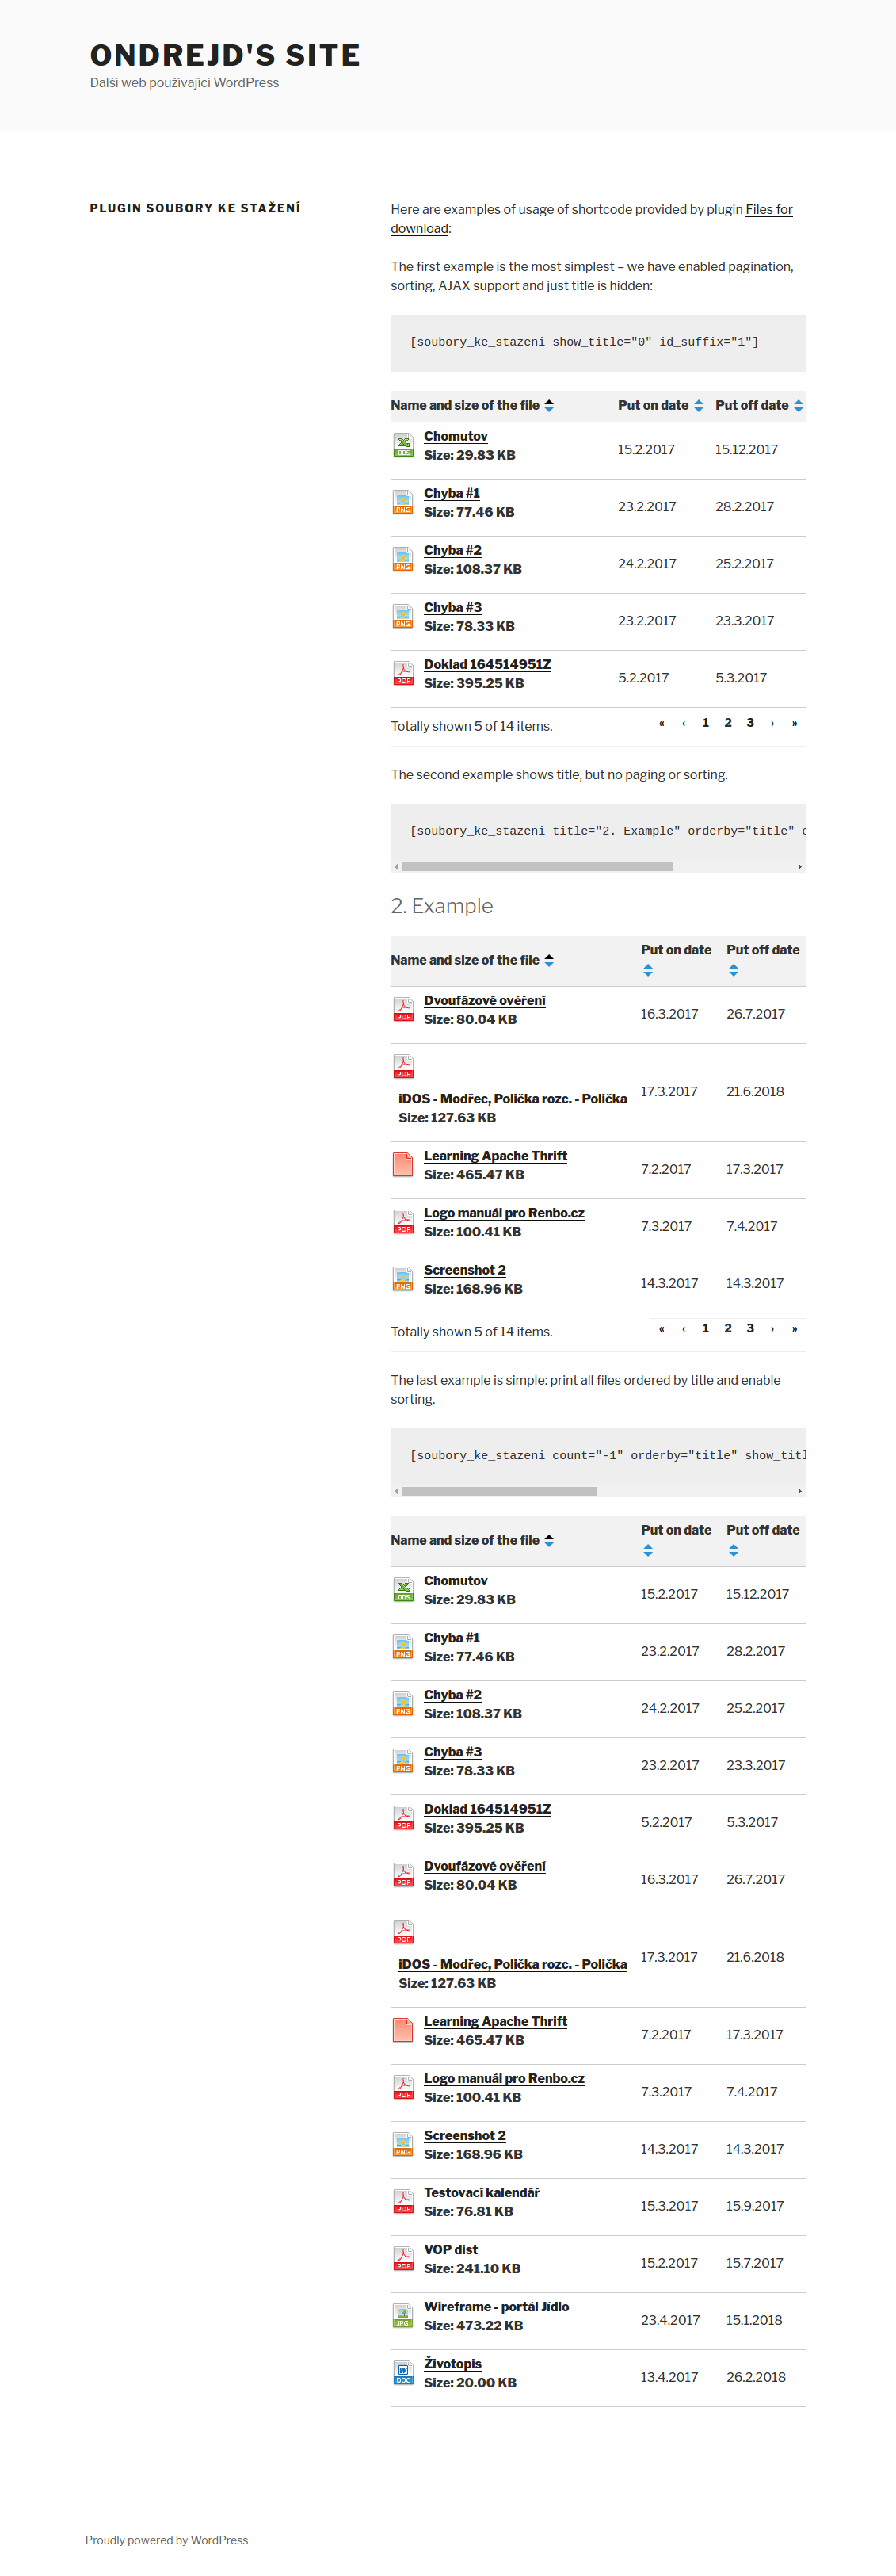 ONDREJD'S SITE
Další web používající WordPress
PLUGIN SOUBORY KE STAŽENÍ
Here are examples of usage of shortcode provided by plugin Files for
download:
The first example is the most simplest – we have enabled pagination,
sorting, AJAX support and just title is hidden:
[soubory_ke_stazeni show_title="0" id_suffix="1"]
Name and size of the file Put on date Put off date
ODS Chomutov
Size: 29.83 KB 15.2.2017 15.12.2017
PNG Chyba #1
Size: 77.46 KB 23.2.2017 28.2.2017
PNG Chyba #2
Size: 108.37 KB 24.2.2017 25.2.2017
PNG Chyba #3
Size: 78.33 KB 23.2.2017 23.3.2017
PDF Doklad 164514951Z
Size: 395.25 KB 5.2.2017 5.3.2017
Totally shown 5 of 14 items. « ‹ 1 2 3 › »
The second example shows title, but no paging or sorting.
[soubory_ke_stazeni title="2. Example" orderby="title"
2. Example
Name and size of the file Put on date Put off date
PDF Dvoufázové ověření
Size: 80.04 KB 16.3.2017 26.7.2017
PDF
iDOS - Modřec, Polička rozc. - Polička
Size: 127.63 KB 17.3.2017 21.6.2018
Learning Apache Thrift
Size: 465.47 KB 7.2.2017 17.3.2017
PDF Logo manuál pro Renbo.cz
Size: 100.41 KB 7.3.2017 7.4.2017
PNG Screenshot 2
Size: 168.96 KB 14.3.2017 14.3.2017
Totally shown 5 of 14 items. « ‹ 1 2 3 › »
The last example is simple: print all files ordered by title and enable
sorting.
[soubory_ke_stazeni count="-1" orderby="title" show_titl
Name and size of the file Put on date Put off date
ODS Chomutov
Size: 29.83 KB 15.2.2017 15.12.2017
PNG Chyba #1
Size: 77.46 KB 23.2.2017 28.2.2017
PNG Chyba #2
Size: 108.37 KB 24.2.2017 25.2.2017
PNG Chyba #3
Size: 78.33 KB 23.2.2017 23.3.2017
PDF Doklad 164514951Z
Size: 395.25 KB 5.2.2017 5.3.2017
PDF Dvoufázové ověření
Size: 80.04 KB 16.3.2017 26.7.2017
PDF
iDOS - Modřec, Polička rozc. - Polička
Size: 127.63 KB 17.3.2017 21.6.2018
Learning Apache Thrift
Size: 465.47 KB 7.2.2017 17.3.2017
PDF Logo manuál pro Renbo.cz
Size: 100.41 KB 7.3.2017 7.4.2017
PNG Screenshot 2
Size: 168.96 KB 14.3.2017 14.3.2017
PDF Testovací kalendář
Size: 76.81 KB 15.3.2017 15.9.2017
PDF VOP dist
Size: 241.10 KB 15.2.2017 15.7.2017
JPG Wireframe - portál Jídlo
Size: 473.22 KB 23.4.2017 15.1.2018
DOC Životopis
Size: 20.00 KB 13.4.2017 26.2.2018
Proudly powered by WordPress